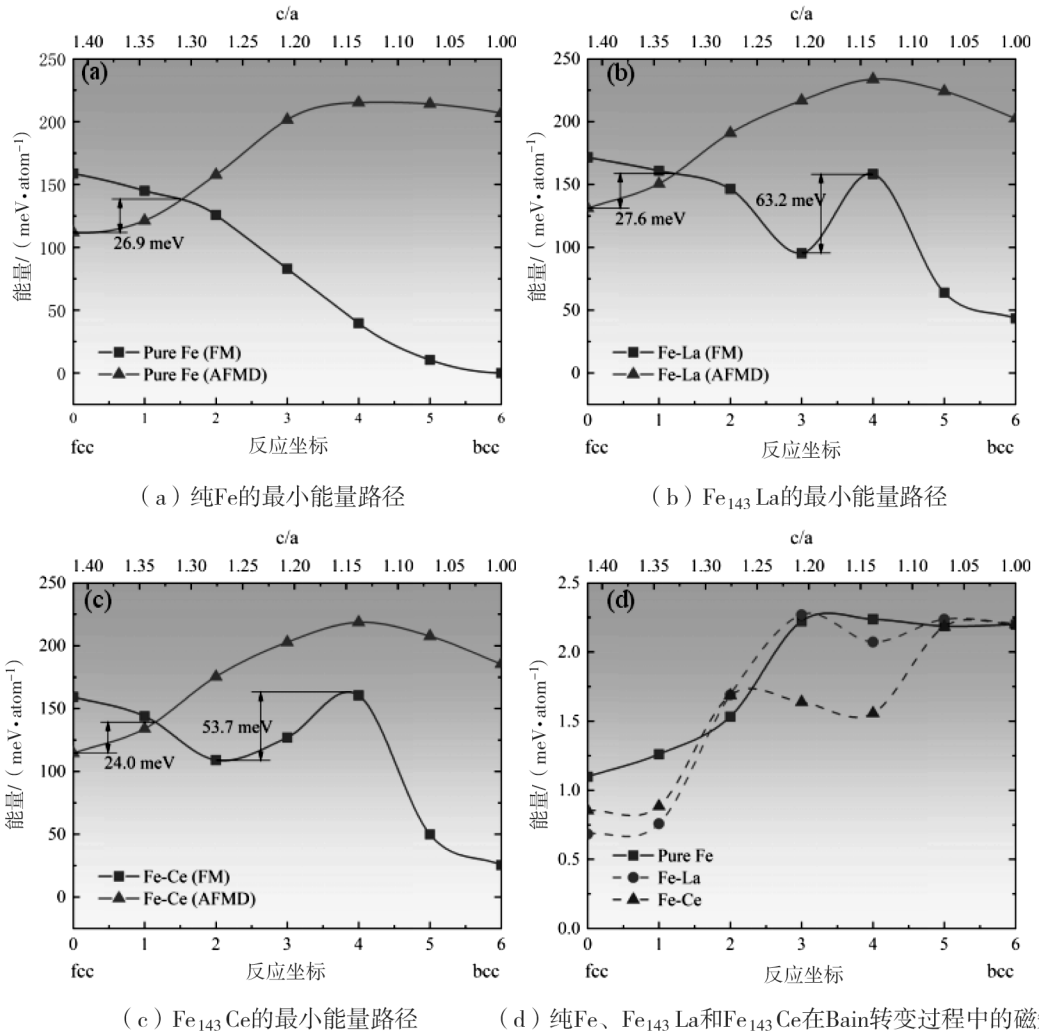 c/a
1.40 1.35 1.30 1.25 1.20 1.15 1.10 1.05 1.00
250
200
150
100
50
0
能量/（meV•atom⁻¹）
(a)
26.9 meV
Pure Fe (FM)
Pure Fe (AFMD)
0 1 2 3 4 5 6
fcc 反应坐标 bcc
（a）纯Fe的最小能量路径
c/a
1.40 1.35 1.30 1.25 1.20 1.15 1.10 1.05 1.00
250
200
150
100
50
0
能量/（meV•atom⁻¹）
(b)
27.6 meV
63.2 meV
Fe-La (FM)
Fe-La (AFMD)
0 1 2 3 4 5 6
fcc 反应坐标 bcc
（b）Fe₁₄₃La的最小能量路径
c/a
1.40 1.35 1.30 1.25 1.20 1.15 1.10 1.05 1.00
250
200
150
100
50
0
能量/（meV•atom⁻¹）
(c)
24.0 meV
53.7 meV
Fe-Ce (FM)
Fe-Ce (AFMD)
0 1 2 3 4 5 6
fcc 反应坐标 bcc
（c）Fe₁₄₃Ce的最小能量路径
c/a
1.40 1.35 1.30 1.25 1.20 1.15 1.10 1.05 1.00
2.5
2.0
1.5
1.0
0.5
0.0
能量/（meV•atom⁻¹）
(d)
Pure Fe
Fe-La
Fe-Ce
0 1 2 3 4 5 6
fcc 反应坐标 bcc
（d）纯Fe、Fe₁₄₃La和Fe₁₄₃Ce在Bain转变过程中的磁